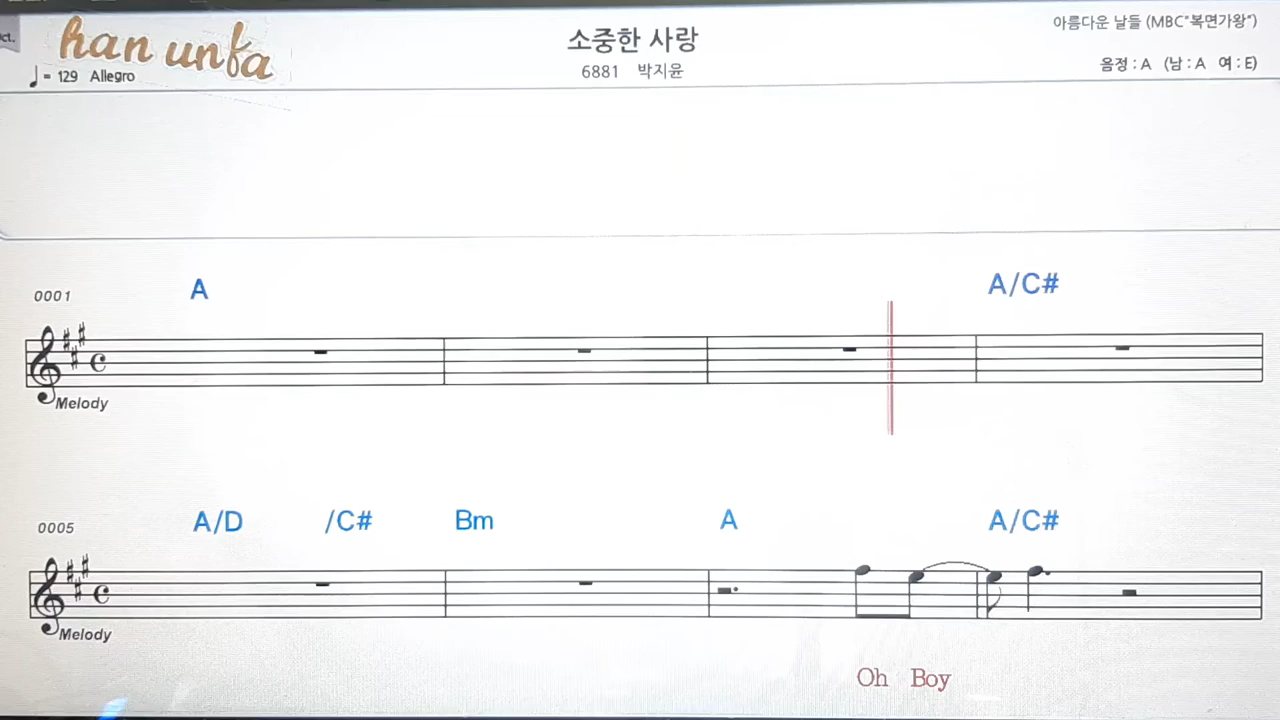 han unfa
소중한 사랑
아름다운 날들 (MBC"복면가왕")
6881 박지윤
음정 : A (남 : A 여 : E)
♩ = 129 Allegro
0001
A
A/C#
Melody
0005
A/D /C# Bm A A/C#
Melody
Oh Boy